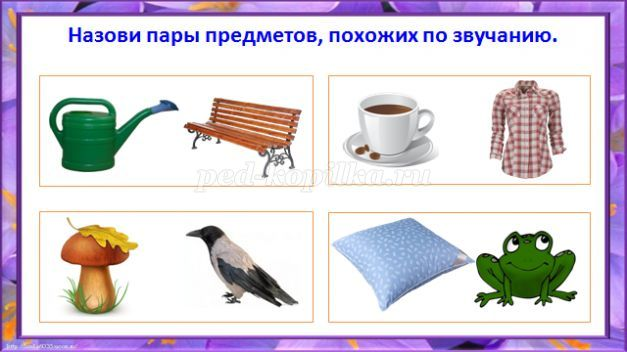 Назови пары предметов, похожих по звучанию.
ped-kopilka.ru